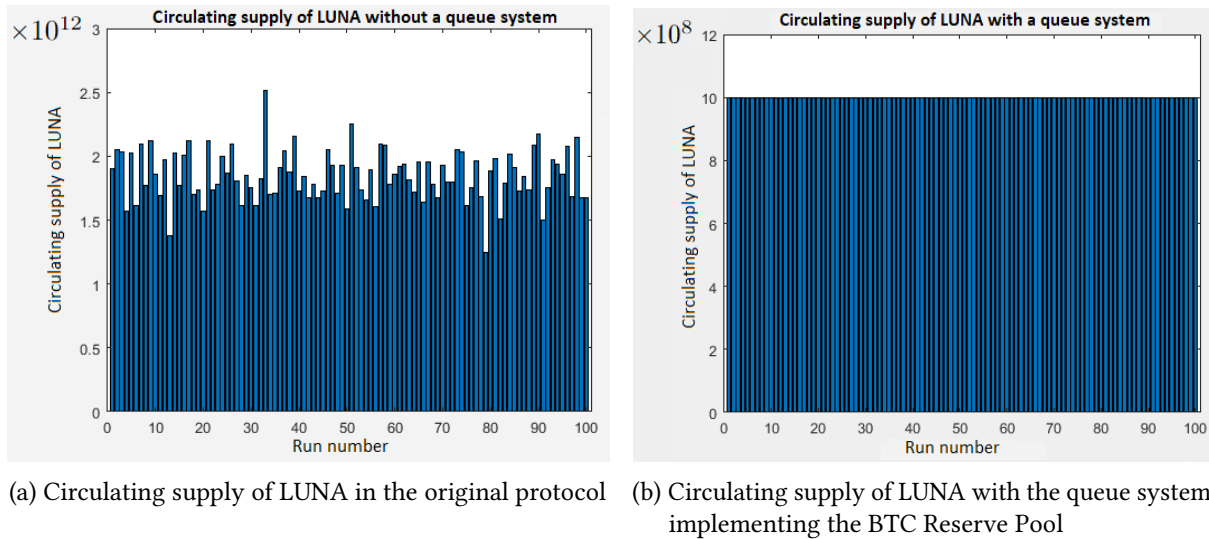 Circulating supply of LUNA without a queue system
×10¹²
3
2.5
2
1.5
1
0.5
0
Circulating supply of LUNA
0 10 20 30 40 50 60 70 80 90 100
Run number
(a) Circulating supply of LUNA in the original protocol
Circulating supply of LUNA with a queue system
×10⁸
12
10
8
6
4
2
0
Circulating supply of LUNA
0 10 20 30 40 50 60 70 80 90 100
Run number
(b) Circulating supply of LUNA with the queue system
implementing the BTC Reserve Pool